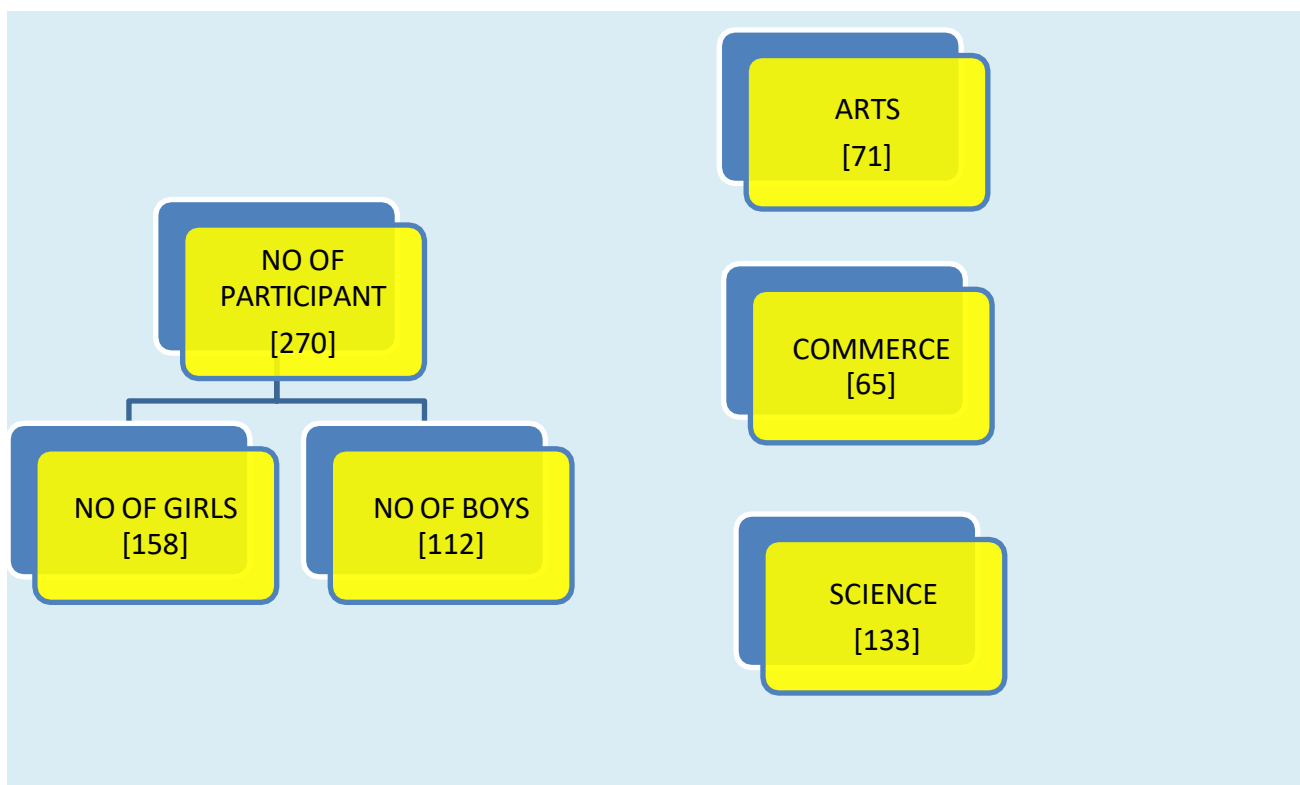 NO OF
PARTICIPANT
[270]
NO OF GIRLS
[158]
NO OF BOYS
[112]
ARTS
[71]
COMMERCE
[65]
SCIENCE
[133]